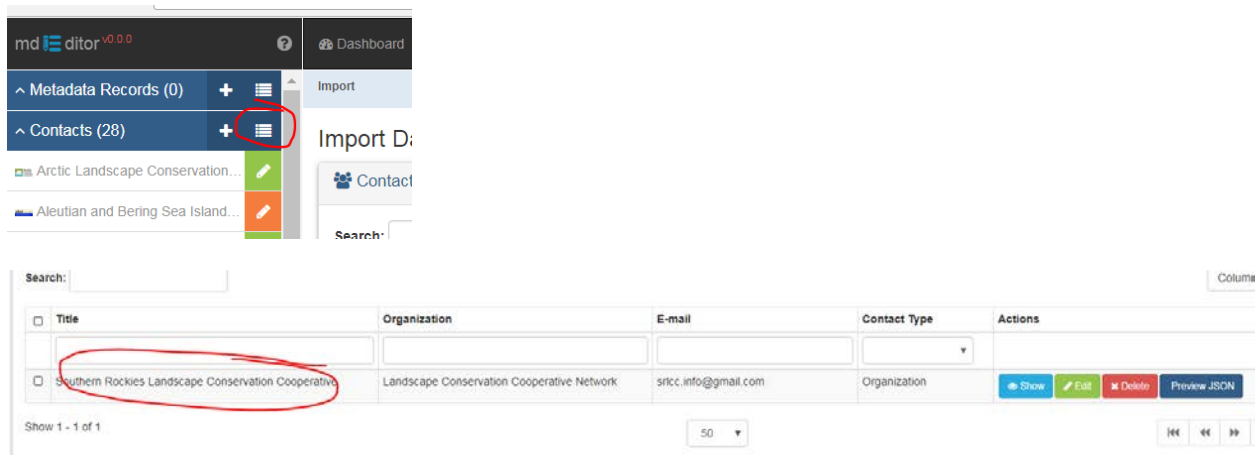 md ditor v0.0.0
Dashboard
Metadata Records (0)
Import
Contacts (28)
Import Da
Arctic Landscape Conservation...
Contact
Aleutian and Bering Sea Island...
Search:
Search:
Colum
Title Organization E-mail Contact Type Actions
Southern Rockies Landscape Conservation Cooperative Landscape Conservation Cooperative Network srlcc.info@gmail.com Organization Show Edit Delete Preview JSON
Show 1 - 1 of 1
50